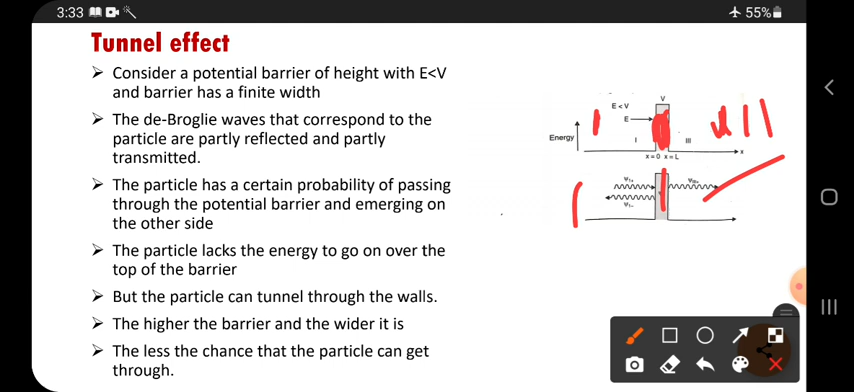 3:33
55%
Tunnel effect
Consider a potential barrier of height with E<V
and barrier has a finite width
The de-Broglie waves that correspond to the
particle are partly reflected and partly
transmitted.
The particle has a certain probability of passing
through the potential barrier and emerging on
the other side
The particle lacks the energy to go on over the
top of the barrier
But the particle can tunnel through the walls.
The higher the barrier and the wider it is
The less the chance that the particle can get
through.
V
E < V
E
Energy
I
III
x = 0 x = L
x
ΨI+
ΨIII+
ΨI−